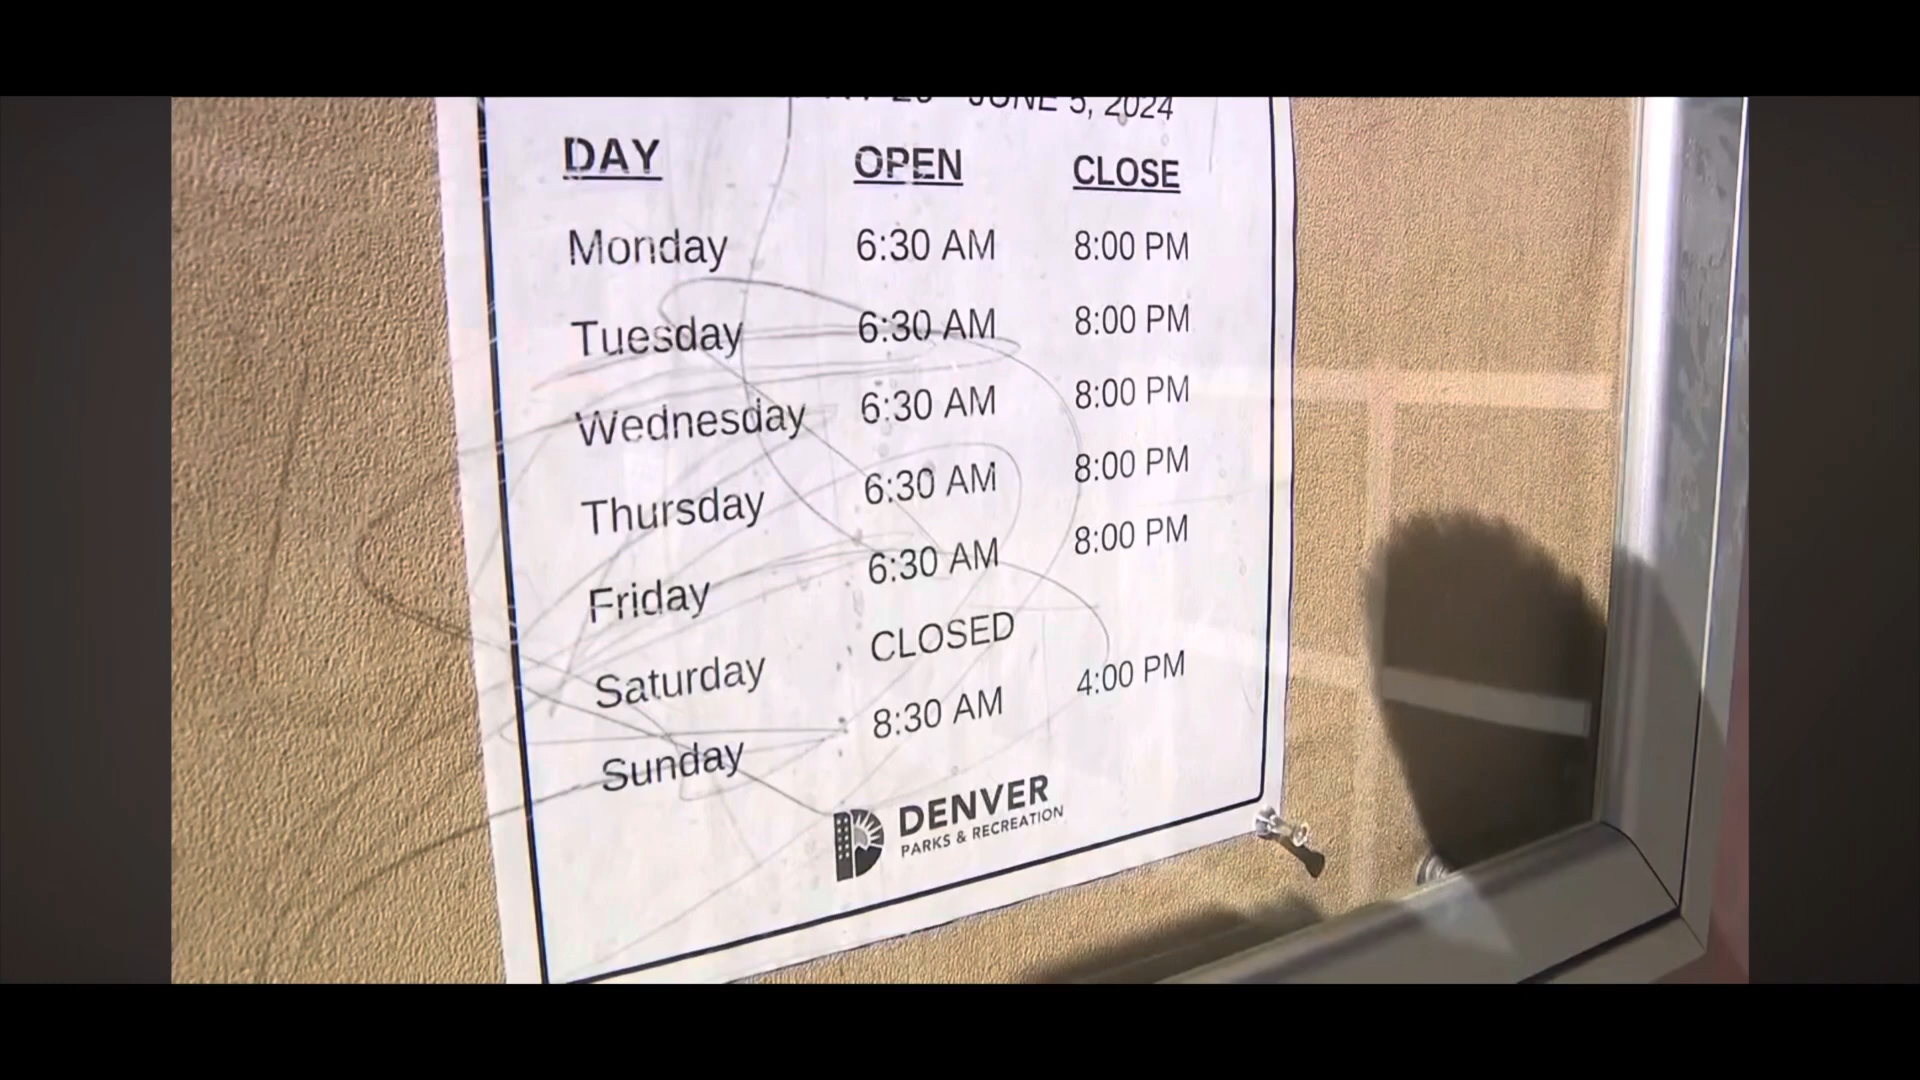 JUNE 5, 2024
DAY OPEN CLOSE
Monday 6:30 AM 8:00 PM
Tuesday 6:30 AM 8:00 PM
Wednesday 6:30 AM 8:00 PM
Thursday 6:30 AM 8:00 PM
Friday 6:30 AM 8:00 PM
Saturday CLOSED
Sunday 8:30 AM 4:00 PM
DENVER
PARKS & RECREATION